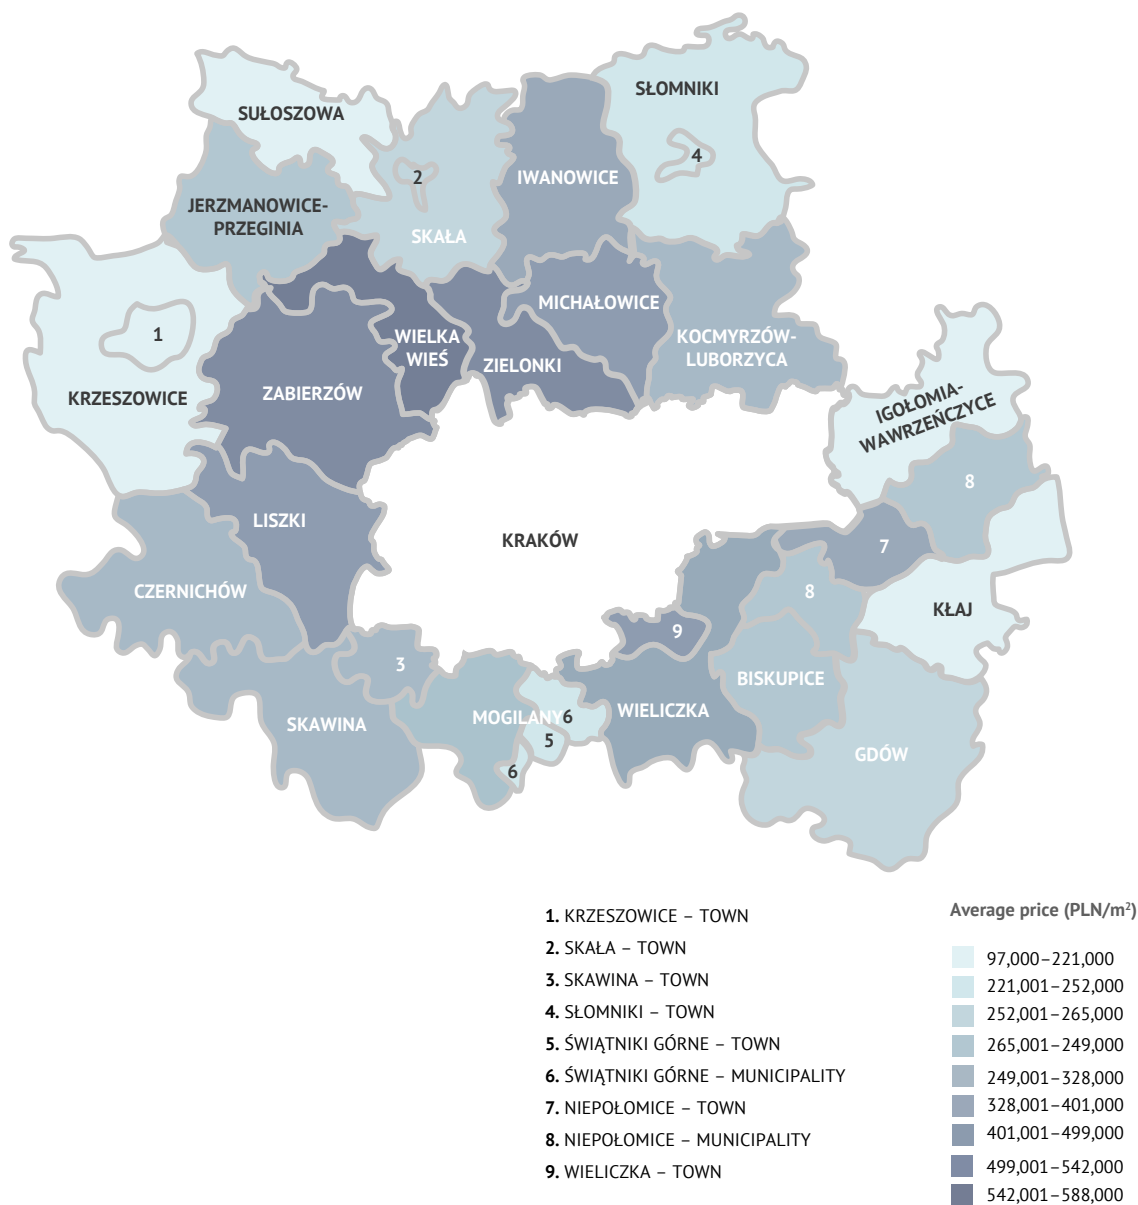 SŁOMNIKI
SUŁOSZOWA
4
2
IWANOWICE
JERZMANOWICE-
PRZEGINIA
SKAŁA
MICHAŁOWICE
1
WIELKA
WIEŚ
KOCMYRZÓW-
LUBORZYCA
ZIELONKI
ZABIERZÓW
KRZESZOWICE
IGOŁOMIA-
WAWRZEŃCZYCE
8
LISZKI
KRAKÓW
7
CZERNICHÓW
8
KŁAJ
9
3
BISKUPICE
WIELICZKA
MOGILANY
6
SKAWINA
5
GDÓW
6
1. KRZESZOWICE – TOWN
2. SKAŁA – TOWN
3. SKAWINA – TOWN
4. SŁOMNIKI – TOWN
5. ŚWIĄTNIKI GÓRNE – TOWN
6. ŚWIĄTNIKI GÓRNE – MUNICIPALITY
7. NIEPOŁOMICE – TOWN
8. NIEPOŁOMICE – MUNICIPALITY
9. WIELICZKA – TOWN
Average price (PLN/m²)
97,000–221,000
221,001–252,000
252,001–265,000
265,001–249,000
249,001–328,000
328,001–401,000
401,001–499,000
499,001–542,000
542,001–588,000